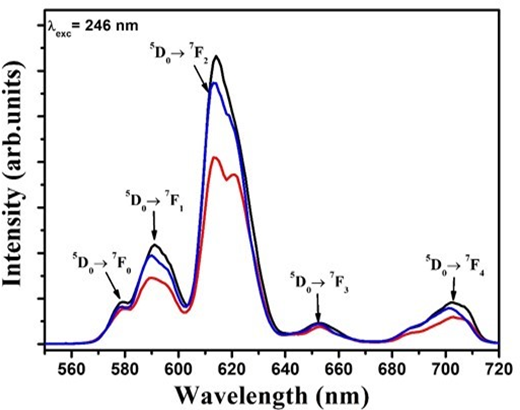 λexc= 246 nm
⁵D₀→ ⁷F₂
⁵D₀→ ⁷F₁
⁵D₀→ ⁷F₀
⁵D₀→ ⁷F₃
⁵D₀→ ⁷F₄
Intensity (arb.units)
560 580 600 620 640 660 680 700 720
Wavelength (nm)